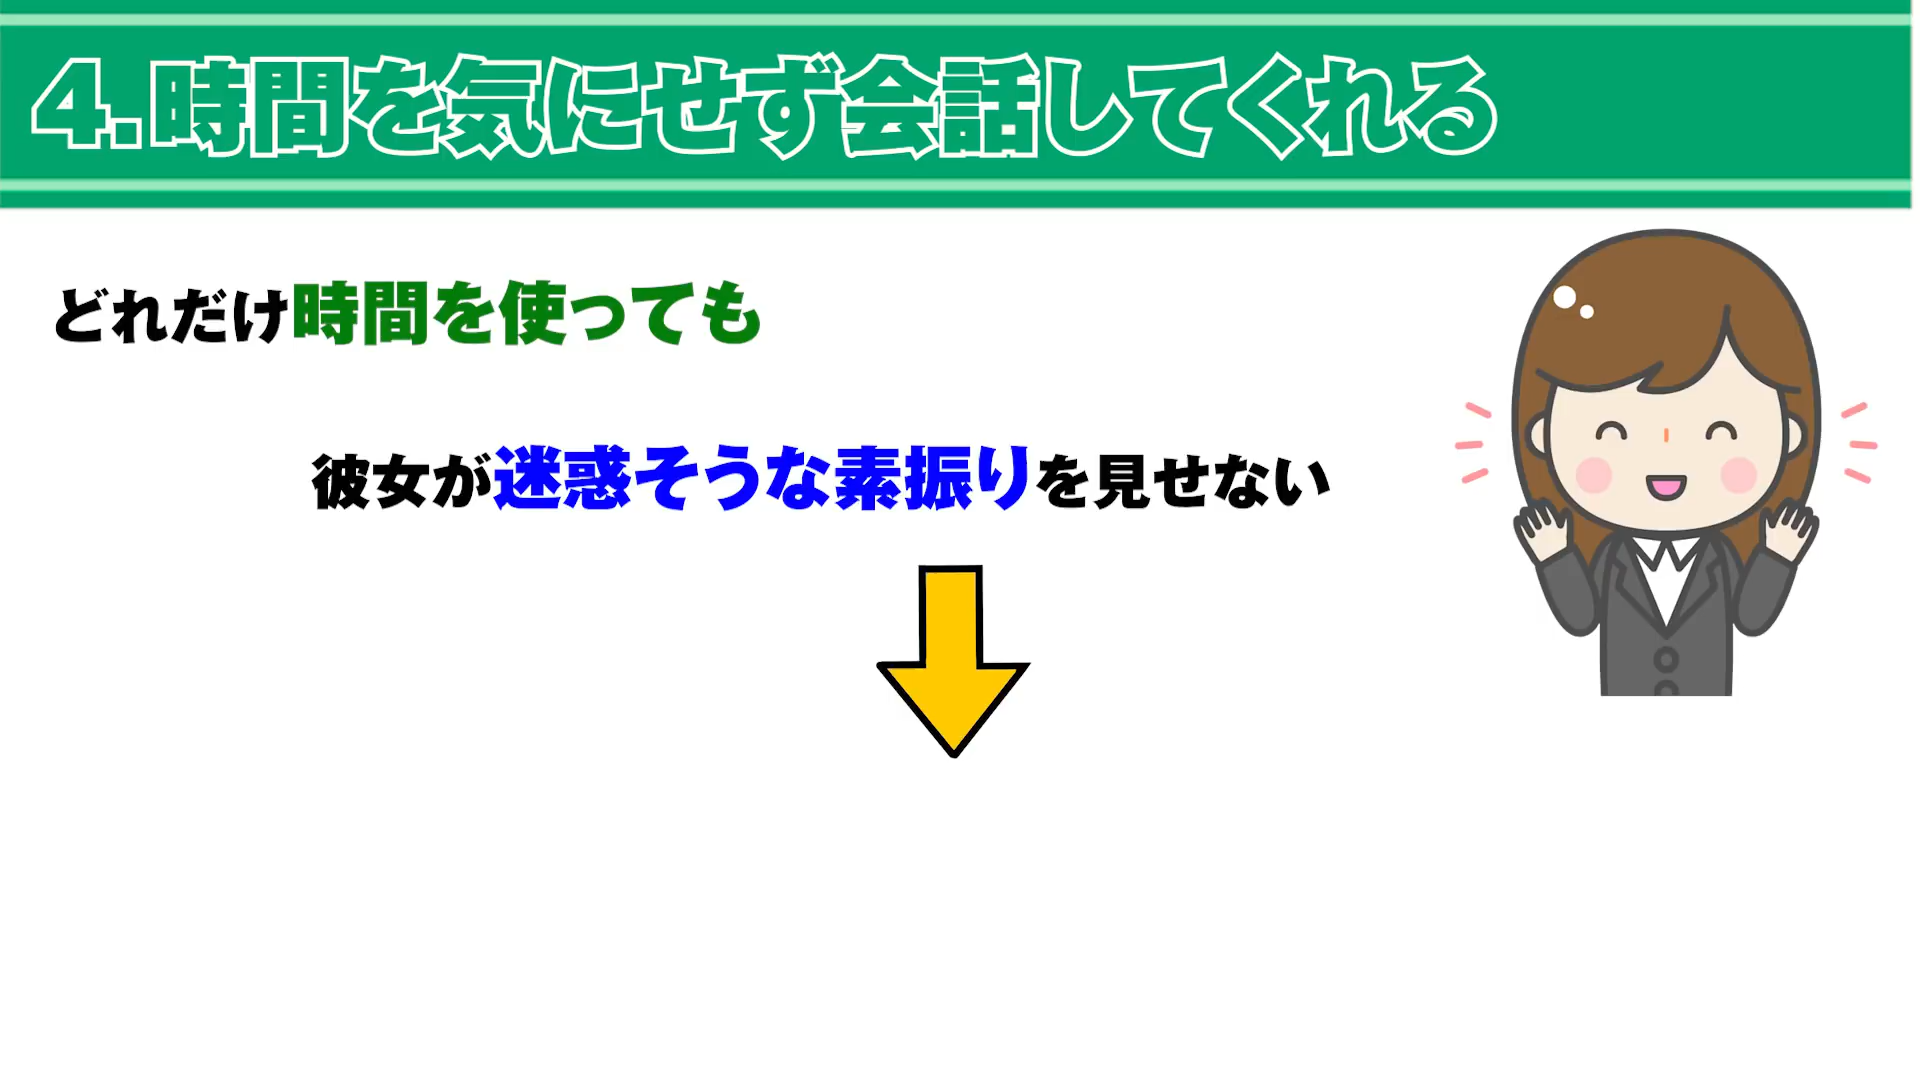 4.時間を気にせず会話してくれる
どれだけ時間を使っても
彼女が迷惑そうな素振りを見せない